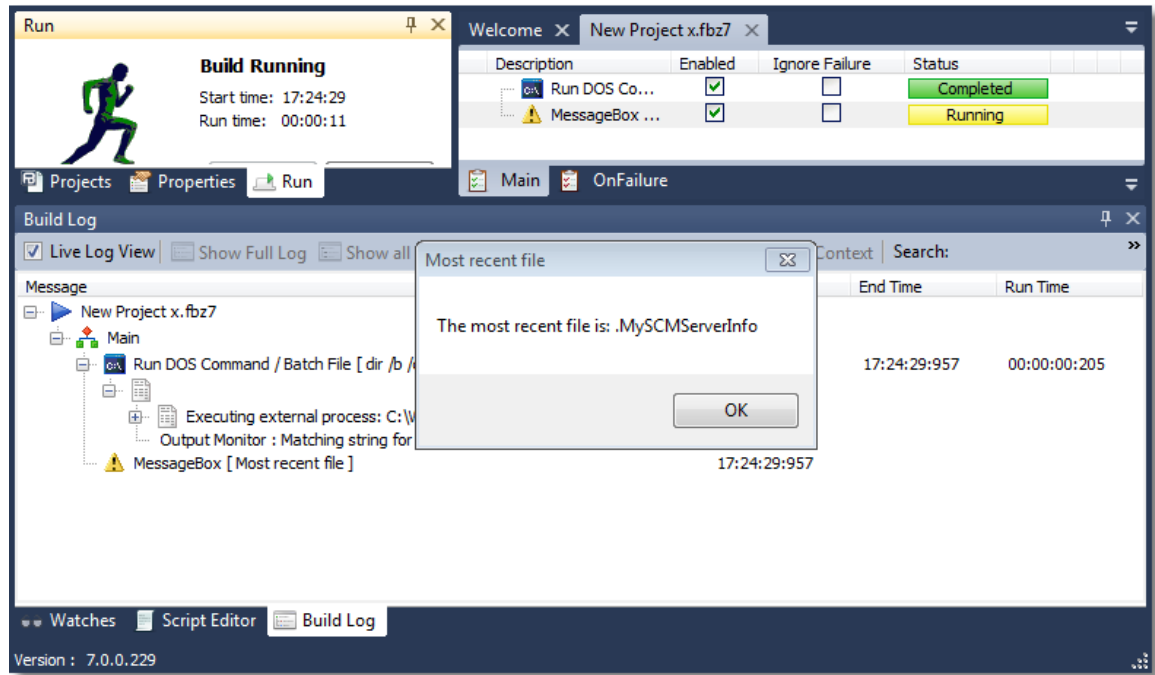 Run
Build Running
Start time: 17:24:29
Run time: 00:00:11
Projects Properties Run
Welcome New Project x.fbz7
Description Enabled Ignore Failure Status
Run DOS Co... Completed
MessageBox ... Running
Main OnFailure
Build Log
Live Log View Show Full Log Show all Context Search: »
Message End Time Run Time
New Project x.fbz7
Main
Run DOS Command / Batch File [ dir /b / 17:24:29:957 00:00:00:205
Executing external process: C:\
Output Monitor : Matching string for
MessageBox [ Most recent file ] 17:24:29:957
Most recent file
The most recent file is: .MySCMServerInfo
OK
Watches Script Editor Build Log
Version : 7.0.0.229